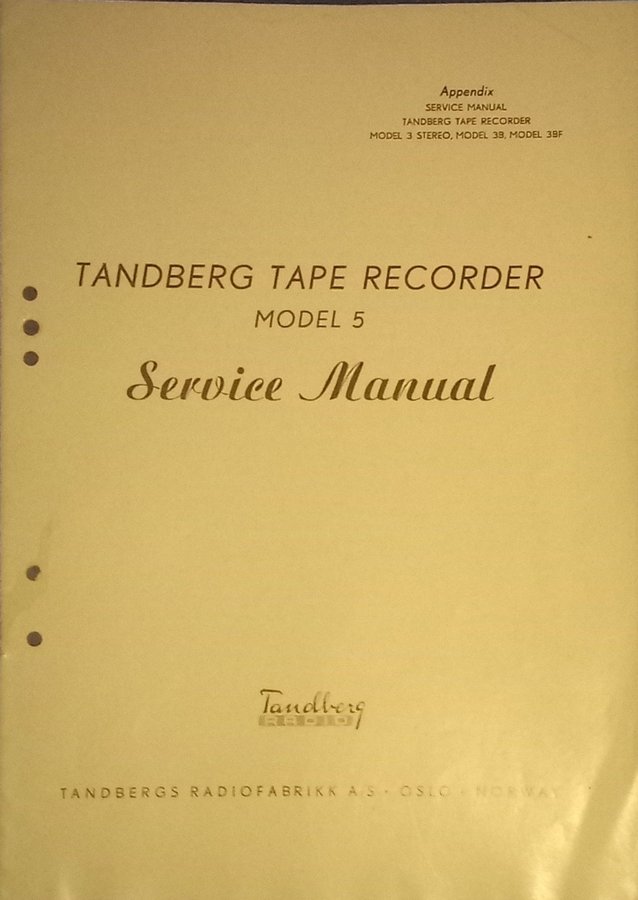 Appendix
SERVICE MANUAL
TANDBERG TAPE RECORDER
MODEL 3 STEREO, MODEL 3B, MODEL 3BF
TANDBERG TAPE RECORDER
MODEL 5
Service Manual
Tandberg
RADIO
TANDBERGS RADIOFABRIKK A/S · OSLO · NORWAY